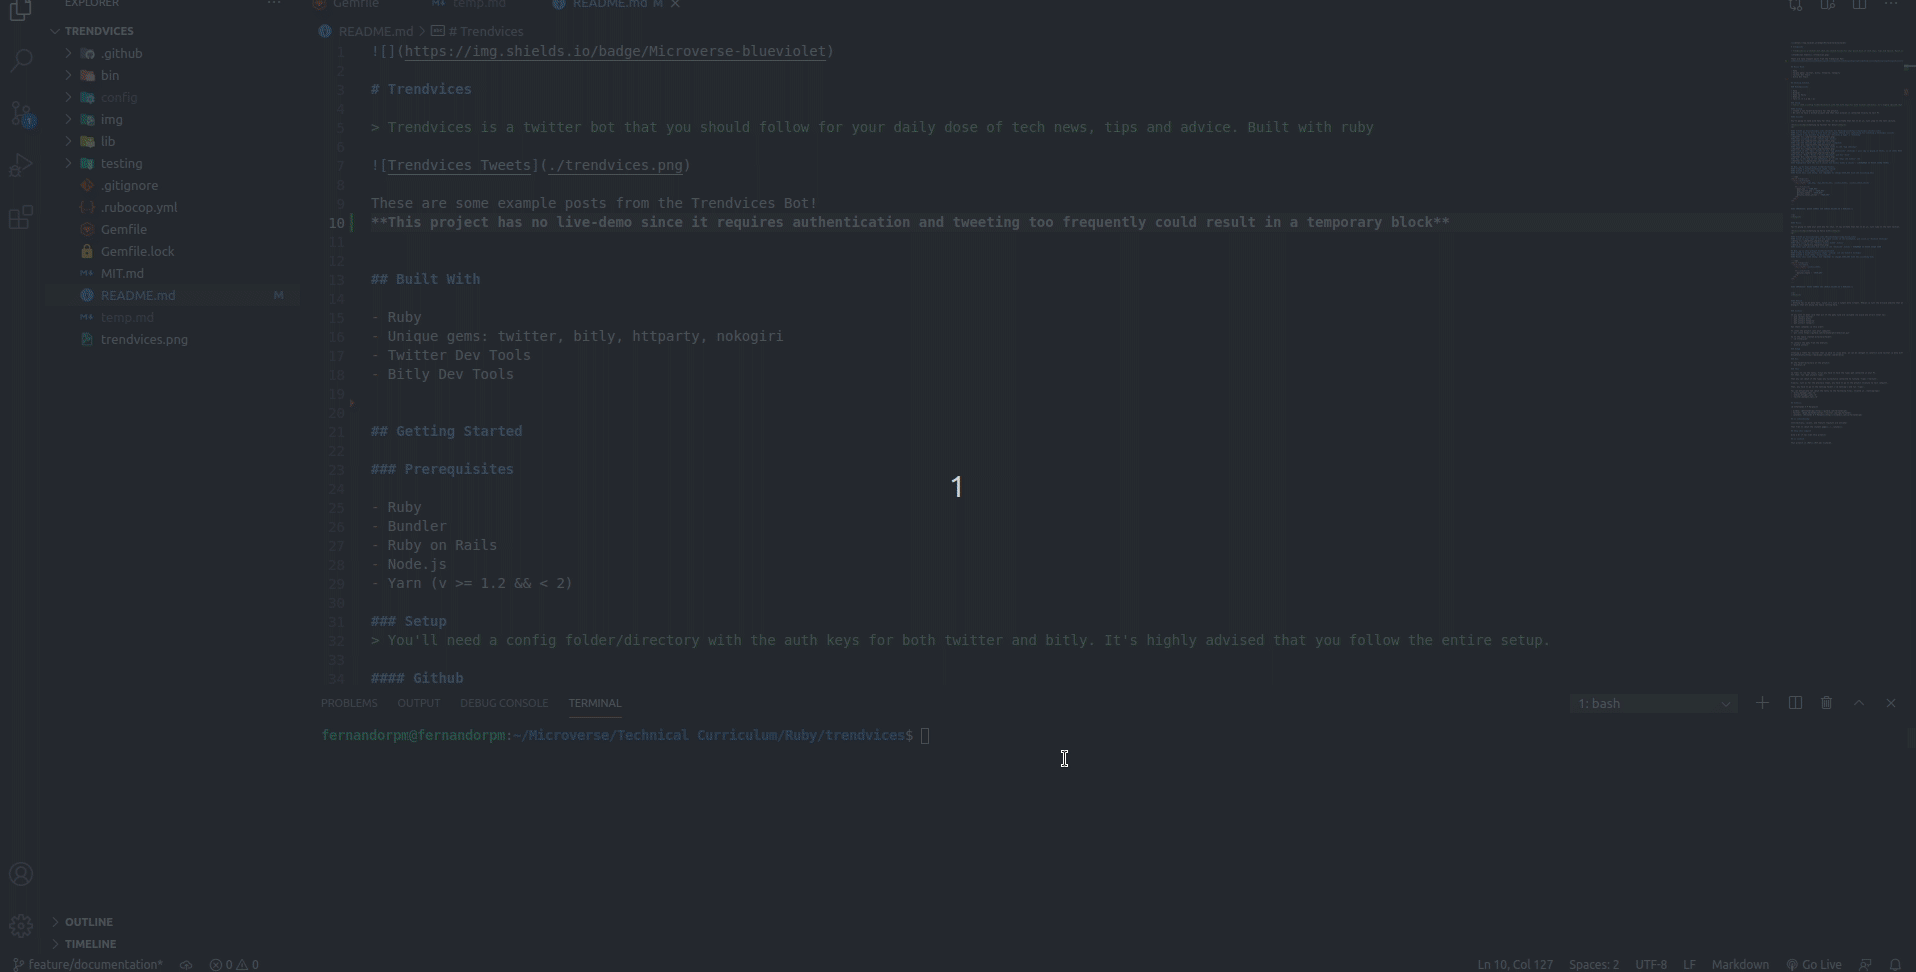 EXPLORER
Gemfile
temp.md
README.md M
TRENDVICES
.github
bin
config
img
lib
testing
.gitignore
.rubocop.yml
Gemfile
Gemfile.lock
MIT.md
README.md M
temp.md
trendvices.png
README.md > # Trendvices
1 ![](https://img.shields.io/badge/Microverse-blueviolet)
2
3 # Trendvices
4
5 > Trendvices is a twitter bot that you should follow for your daily dose of tech news, tips and advice. Built with ruby
6
7 ![Trendvices Tweets](./trendvices.png)
8
9 These are some example posts from the Trendvices Bot!
10 **This project has no live-demo since it requires authentication and tweeting too frequently could result in a temporary block**
11
12
13 ## Built With
14
15 - Ruby
16 - Unique gems: twitter, bitly, httparty, nokogiri
17 - Twitter Dev Tools
18 - Bitly Dev Tools
19
20
21 ## Getting Started
22
23 ### Prerequisites
24
25 - Ruby
26 - Bundler
27 - Ruby on Rails
28 - Node.js
29 - Yarn (v >= 1.2 && < 2)
30
31 ### Setup
32 > You'll need a config folder/directory with the auth keys for both twitter and bitly. It's highly advised that you follow the entire setup.
33
34 #### Github
1
PROBLEMS OUTPUT DEBUG CONSOLE TERMINAL
1: bash
fernandorpm@fernandorpm:~/Microverse/Technical Curriculum/Ruby/trendvices$
OUTLINE
TIMELINE
feature/documentation* 0 0
Ln 10, Col 127 Spaces: 2 UTF-8 LF Markdown Go Live